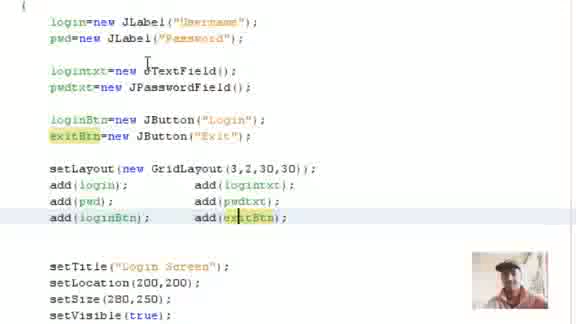 {
login=new JLabel("Username");
pwd=new JLabel("Password");
logintxt=new JTextField();
pwdtxt=new JPasswordField();
loginBtn=new JButton("Login");
exitBtn=new JButton("Exit");
setLayout(new GridLayout(3,2,30,30));
add(login);        add(logintxt);
add(pwd);          add(pwdtxt);
add(loginBtn);     add(exitBtn);
setTitle("Login Screen");
setLocation(200,200);
setSize(280,250);
setVisible(true);